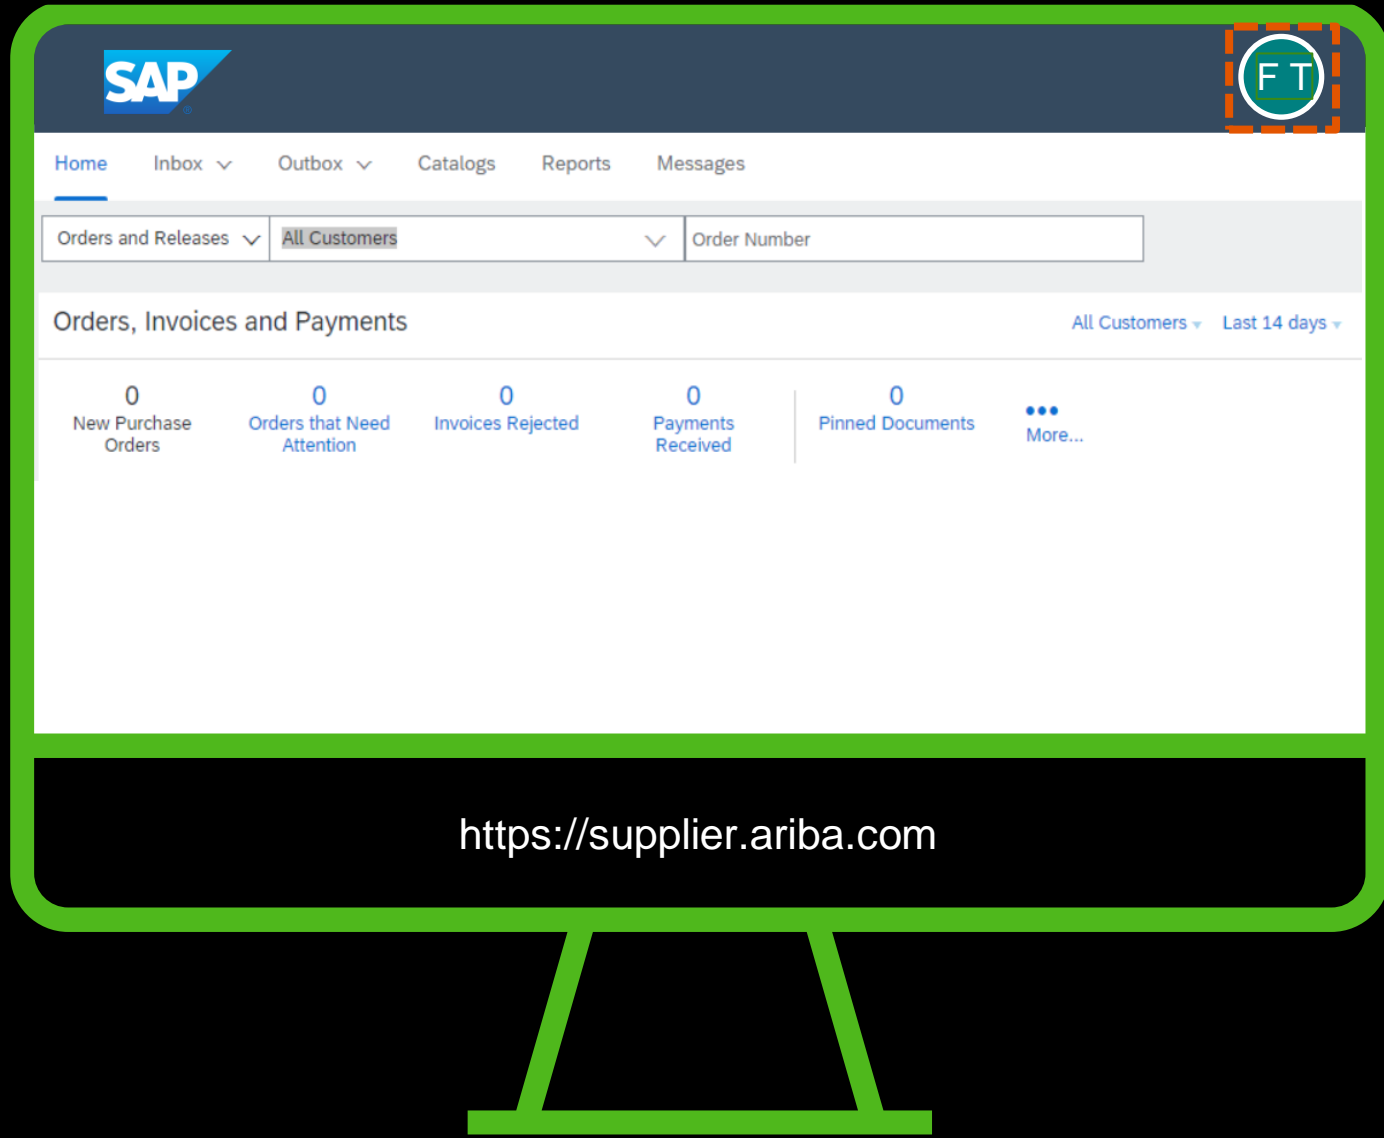 SAP
®
F T
Home Inbox Outbox Catalogs Reports Messages
Orders and Releases All Customers Order Number
Orders, Invoices and Payments All Customers Last 14 days
0 0 0 0 0
New Purchase Orders that Need Invoices Rejected Payments Pinned Documents More...
Orders Attention Received
https://supplier.ariba.com